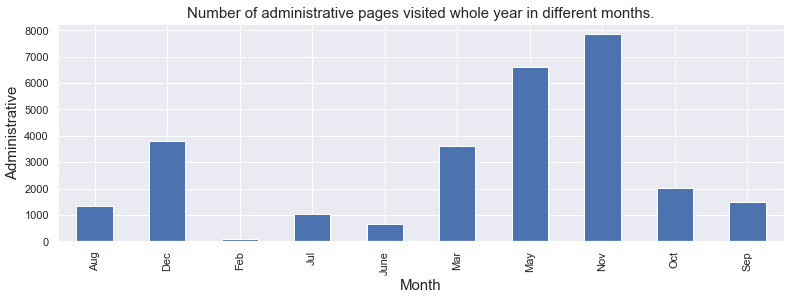 Number of administrative pages visited whole year in different months.
Administrative
8000
7000
6000
5000
4000
3000
2000
1000
0
Aug
Dec
Feb
Jul
June
Mar
May
Nov
Oct
Sep
Month